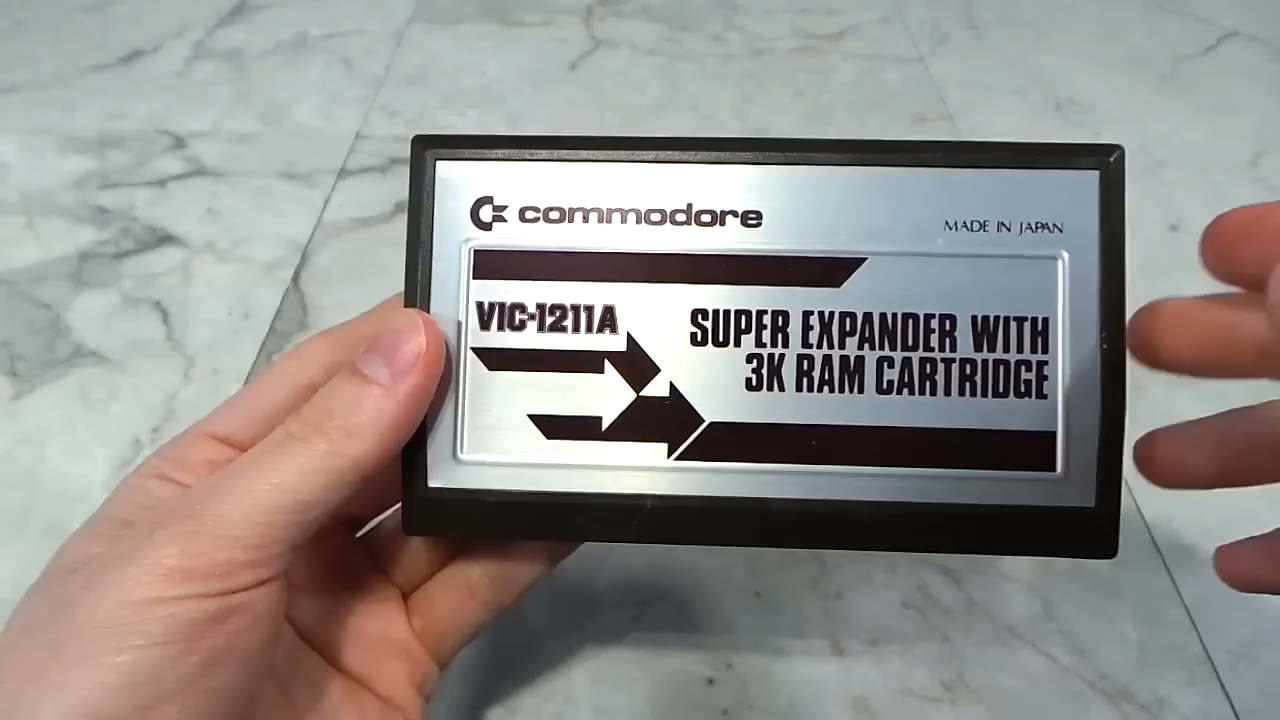 commodore
MADE IN JAPAN
VIC-1211A
SUPER EXPANDER WITH
3K RAM CARTRIDGE